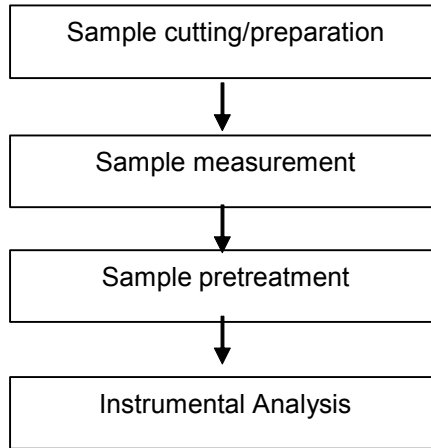 Sample cutting/preparation
Sample measurement
Sample pretreatment
Instrumental Analysis